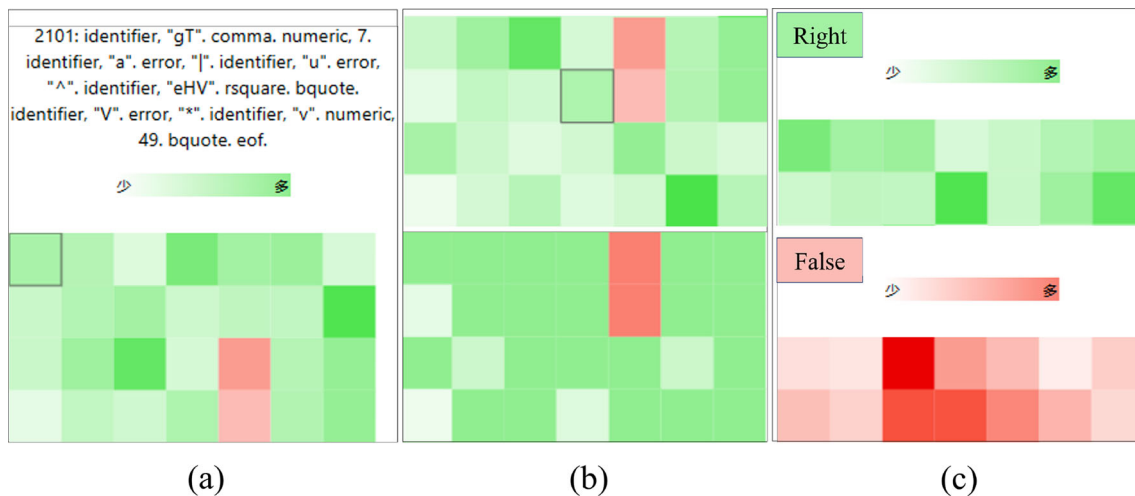 2101: identifier, "gT". comma. numeric, 7.
identifier, "a". error, "|". identifier, "u". error,
"^". identifier, "eHV". rsquare. bquote.
identifier, "V". error, "*". identifier, "v". numeric,
49. bquote. eof.
少 多
(a)
(b)
Right
少 多
False
少 多
(c)